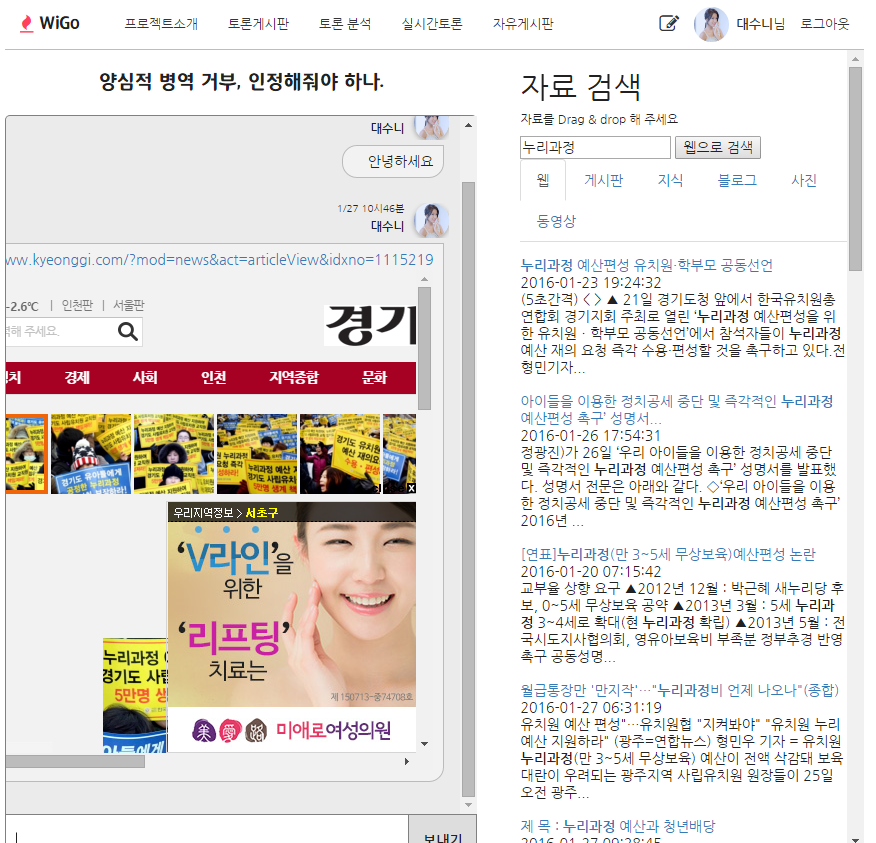 WiGo 프로젝트소개 토론게시판 토론 분석 실시간토론 자유게시판 대수니님 로그아웃
양심적 병역 거부, 인정해줘야 하나.
대수니
안녕하세요
1/27 10시46분
대수니
ww.kyeonggi.com/?mod=news&act=articleView&idxno=1115219
-2.6℃ | 인천판 | 서울판
력해 주세요.
경기
경제 사회 인천 지역종합 문화
우리지역정보 > 서초구
‘V라인’을
위한
‘리프팅’
치료는
제 150713-중74708호
美愛路 미애로여성의원
누리과정
경기도 사립
5만명 생
보내기
자료 검색
자료를 Drag & drop 해 주세요
누리과정 웹으로 검색
웹 게시판 지식 블로그 사진
동영상
누리과정 예산편성 유치원·학부모 공동선언
2016-01-23 19:24:32
(5초간격) < > ▲ 21일 경기도청 앞에서 한국유치원총
연합회 경기지회 주최로 열린 ‘누리과정 예산편성을 위
한 유치원ㆍ학부모 공동선언’에서 참석자들이 누리과정
예산 재의 요청 즉각 수용·편성할 것을 촉구하고 있다.전
형민기자...
아이들을 이용한 정치공세 중단 및 즉각적인 누리과정
예산편성 촉구’ 성명서...
2016-01-26 17:54:31
정광진)가 26일 ‘우리 아이들을 이용한 정치공세 중단
및 즉각적인 누리과정 예산편성 촉구’ 성명서를 발표했
다. 성명서 전문은 아래와 같다. ◇‘우리 아이들을 이용
한 정치공세 중단 및 즉각적인 누리과정 예산편성 촉구’
2016년 ...
[연표]누리과정(만 3~5세 무상보육)예산편성 논란
2016-01-20 07:15:42
교부율 상향 요구 ▲2012년 12월 : 박근혜 새누리당 후
보, 0~5세 무상보육 공약 ▲2013년 3월 : 5세 누리과
정 3~4세로 확대(현 누리과정 확립) ▲2013년 5월 : 전
국시도지사협의회, 영유아보육비 부족분 정부추경 반영
촉구 공동성명...
월급통장만 '만지작'…"누리과정비 언제 나오나"(종합)
2016-01-27 06:31:19
유치원 예산 편성"…유치원협 "지켜봐야" "유치원 누리
예산 지원하라" (광주=연합뉴스) 형민우 기자 = 유치원
누리과정(만 3~5세 무상보육) 예산이 전액 삭감돼 보육
대란이 우려되는 광주지역 사립유치원 원장들이 25일
오전 광주...
제 목 : 누리과정 예산과 청년배당
2016-01-27 09:28:45